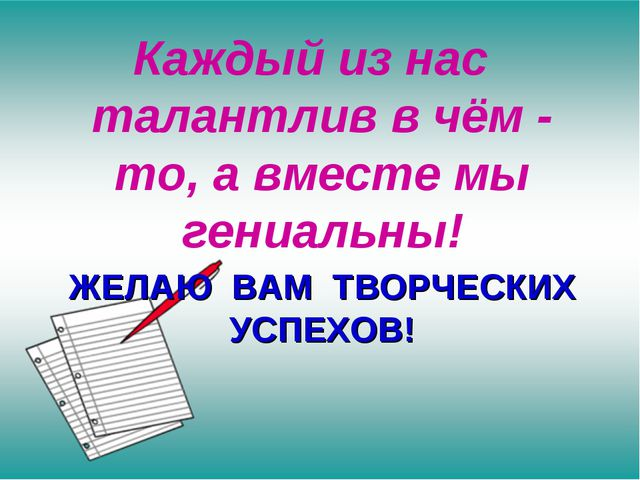 Каждый из нас
талантлив в чём -
то, а вместе мы
гениальны!
ЖЕЛАЮ ВАМ ТВОРЧЕСКИХ
УСПЕХОВ!